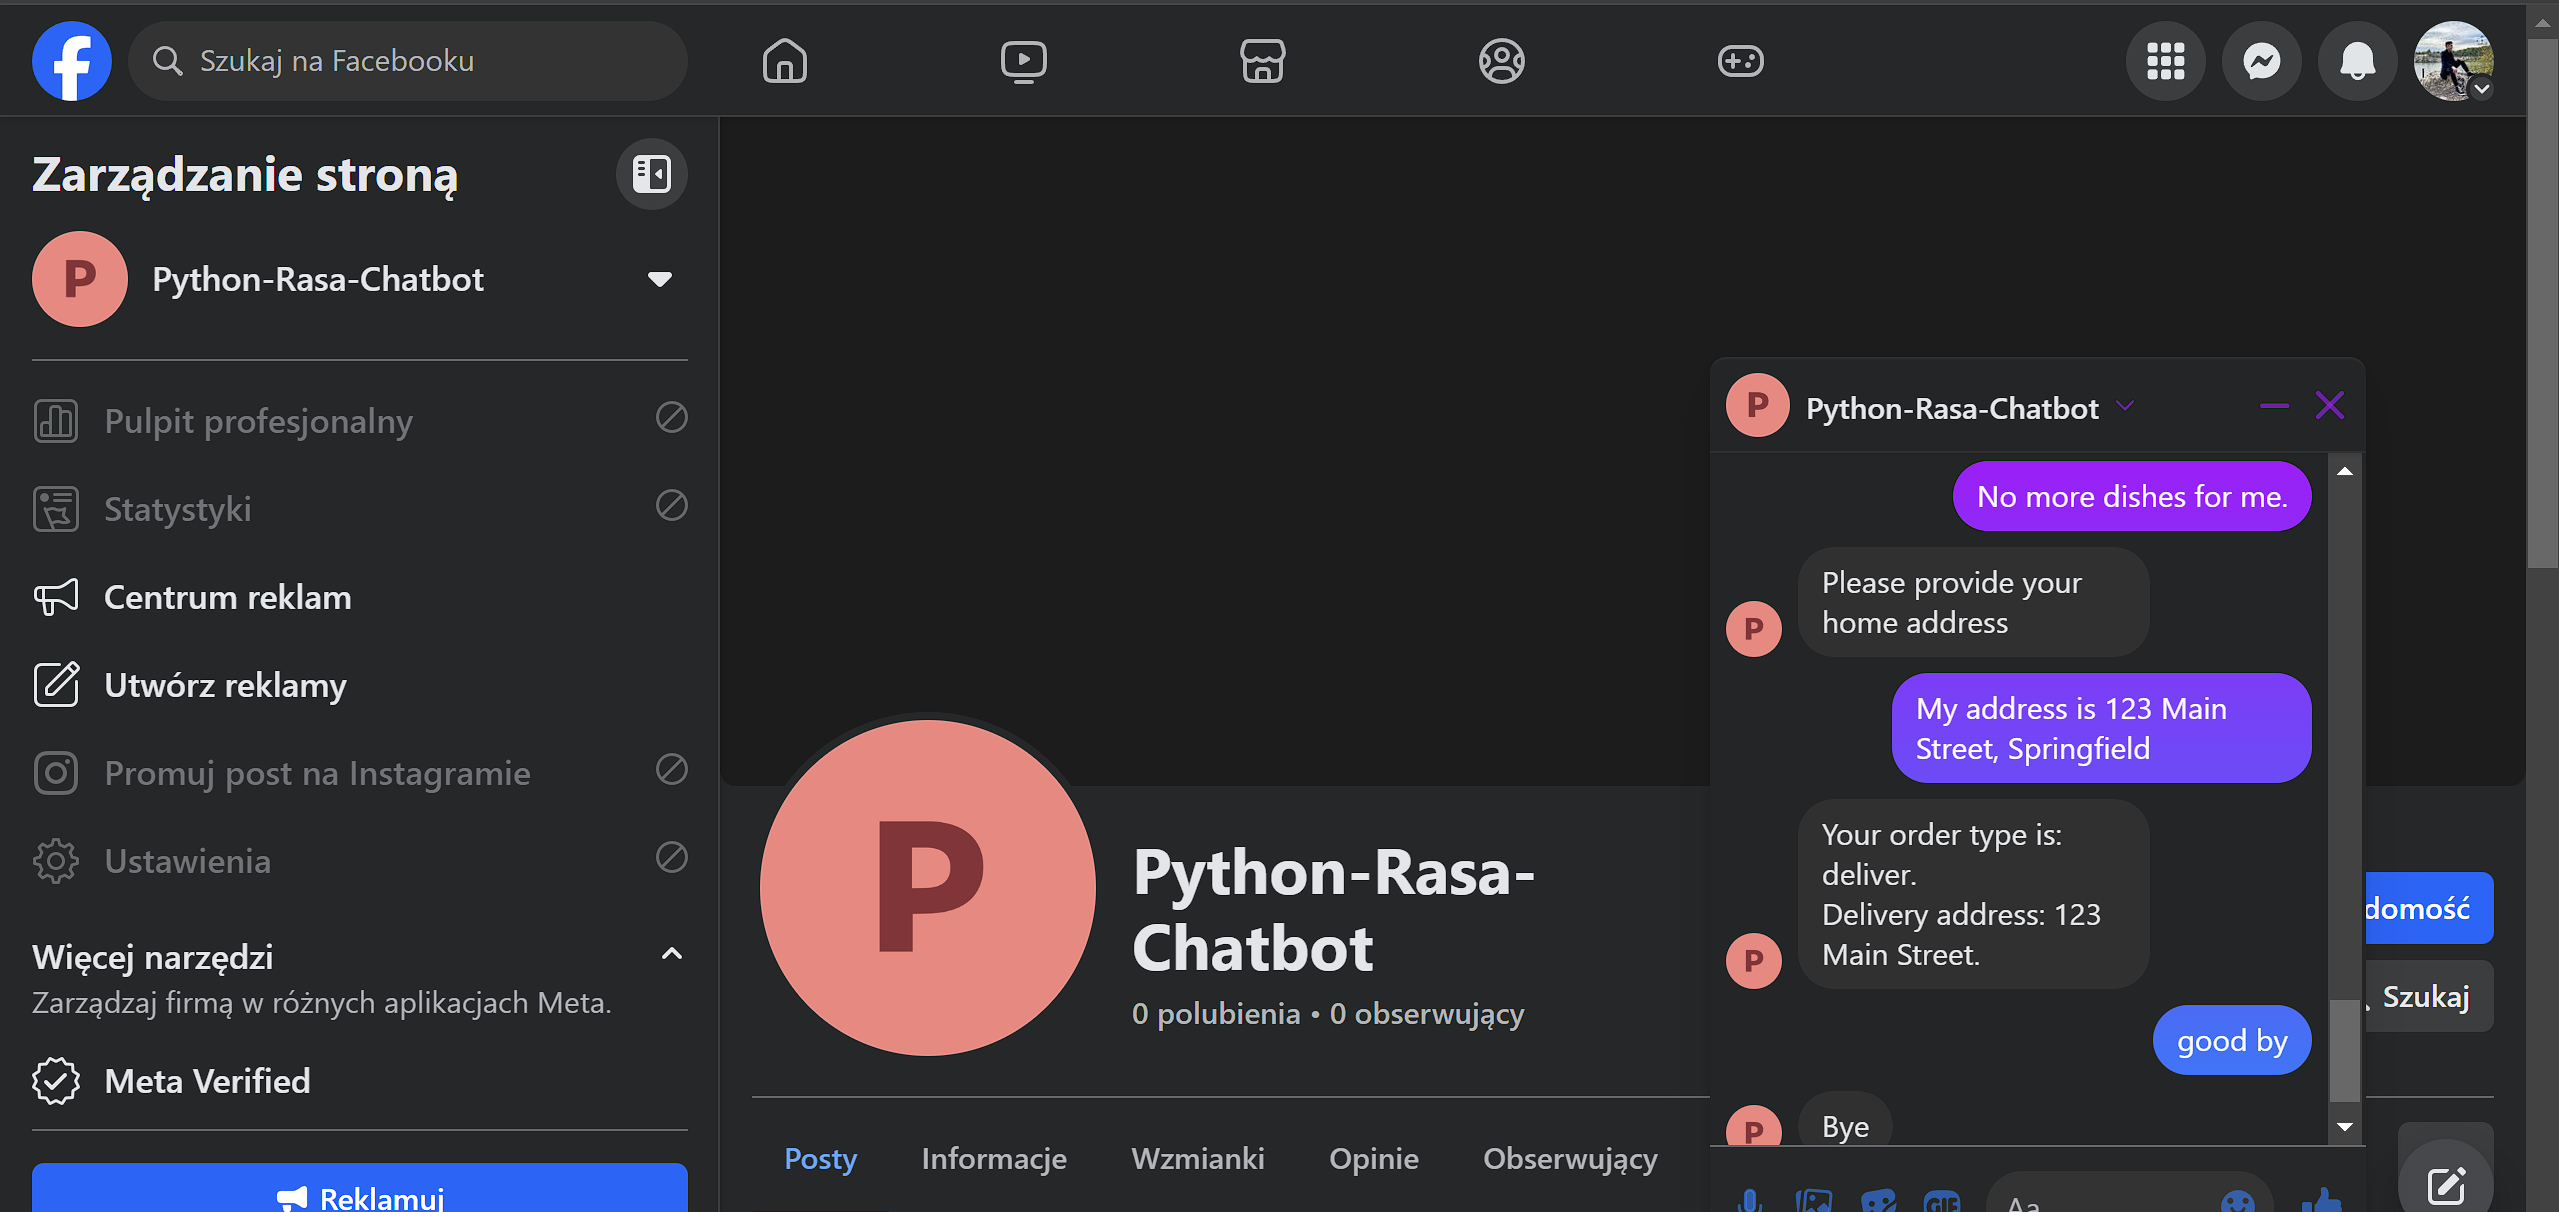 Szukaj na Facebooku
Zarządzanie stroną
P
Python-Rasa-Chatbot
Pulpit profesjonalny
Statystyki
Centrum reklam
Utwórz reklamy
Promuj post na Instagramie
Ustawienia
Więcej narzędzi
Zarządzaj firmą w różnych aplikacjach Meta.
Meta Verified
Reklamuj
P
Python-Rasa-
Chatbot
0 polubienia • 0 obserwujący
Posty
Informacje
Wzmianki
Opinie
Obserwujący
P
Python-Rasa-Chatbot
No more dishes for me.
Please provide your
home address
P
My address is 123 Main
Street, Springfield
Your order type is:
deliver.
Delivery address: 123
Main Street.
P
good by
Bye
P
GIF
Aa
domość
Szukaj